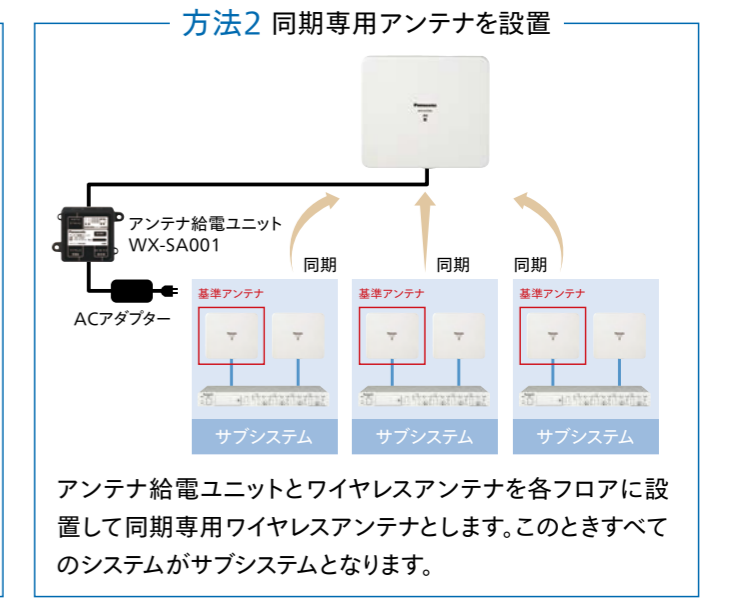 方法2 同期専用アンテナを設置
Panasonic
アンテナ給電ユニット
WX-SA001
ACアダプター
同期
同期
同期
基準アンテナ
基準アンテナ
基準アンテナ
サブシステム
サブシステム
サブシステム
アンテナ給電ユニットとワイヤレスアンテナを各フロアに設
置して同期専用ワイヤレスアンテナとします。このときすべて
のシステムがサブシステムとなります。